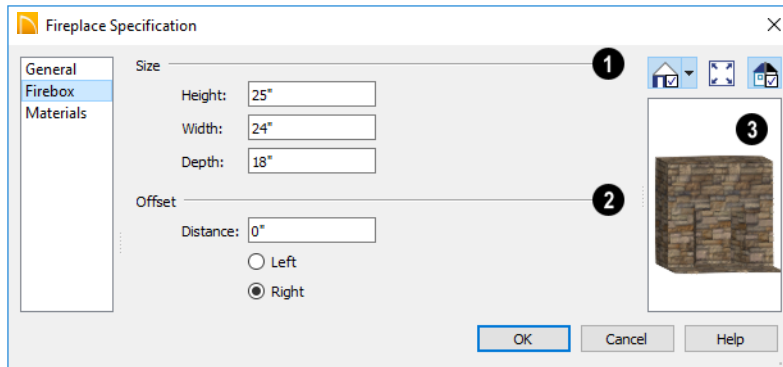 Fireplace Specification
General
Firebox
Materials
Size
1
Height: 25"
Width: 24"
Depth: 18"
Offset
2
Distance: 0"
Left
Right
3
OK Cancel Help